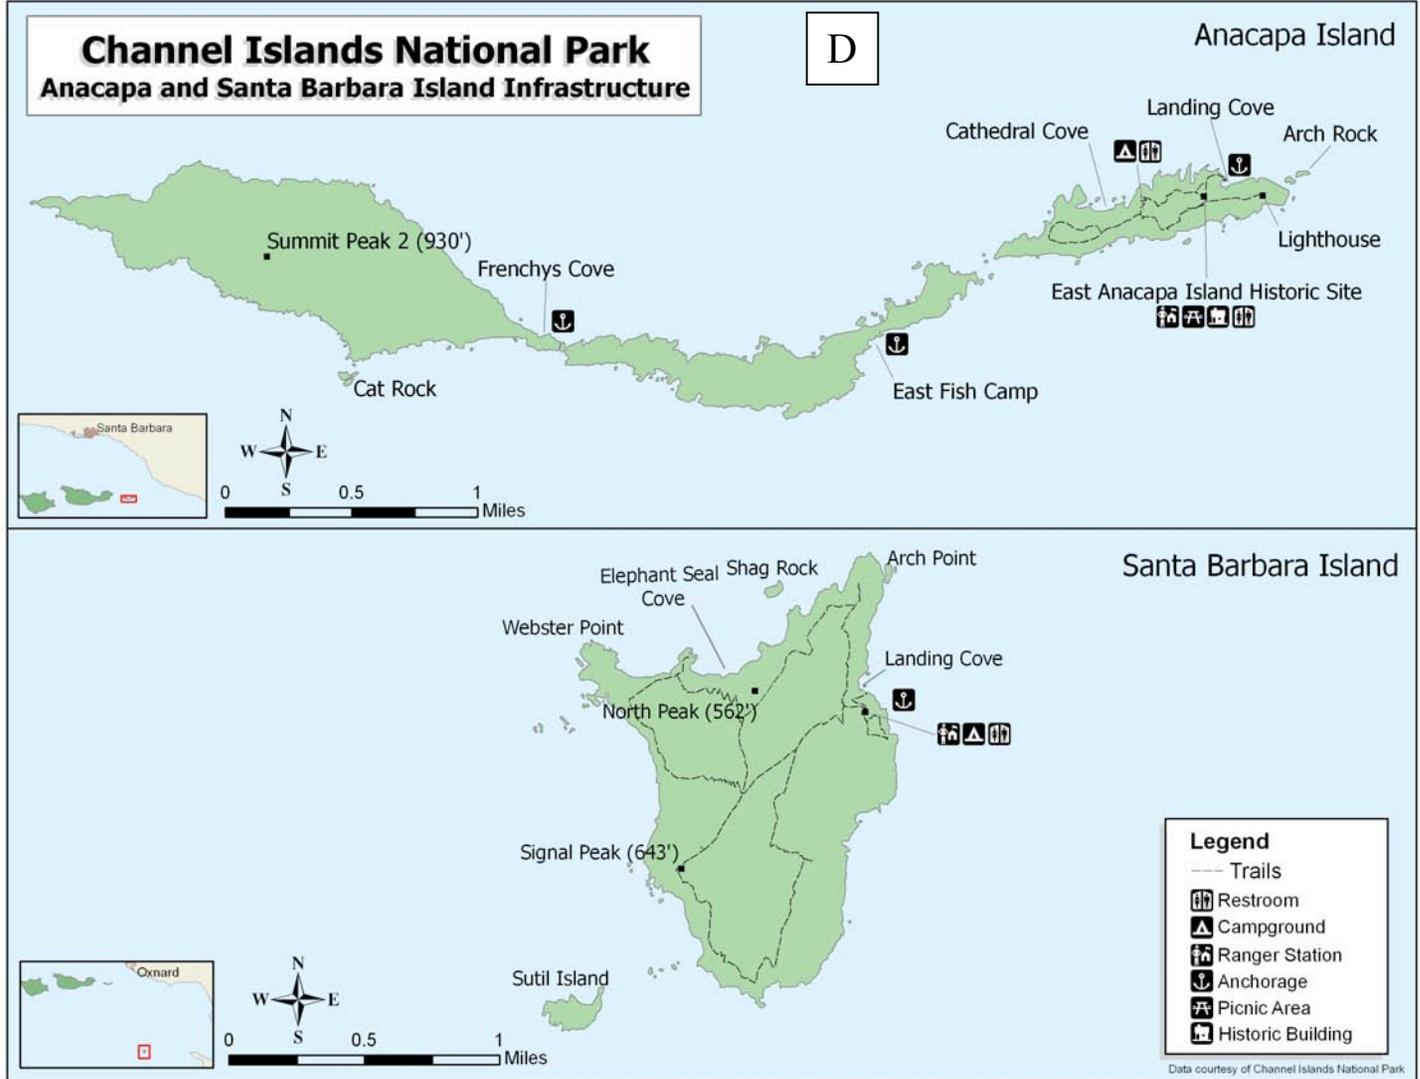 Channel Islands National Park
Anacapa and Santa Barbara Island Infrastructure
D
Anacapa Island
Landing Cove
Cathedral Cove
Arch Rock
Summit Peak 2 (930')
Frenchys Cove
Lighthouse
East Anacapa Island Historic Site
Cat Rock
East Fish Camp
Santa Barbara
N
W E
S
0 0.5 1
Miles
Santa Barbara Island
Arch Point
Elephant Seal
Cove
Shag Rock
Webster Point
Landing Cove
North Peak (562')
Signal Peak (643')
Sutil Island
Oxnard
N
W E
S
0 0.5 1
Miles
Legend
Trails
Restroom
Campground
Ranger Station
Anchorage
Picnic Area
Historic Building
Data courtesy of Channel Islands National Park